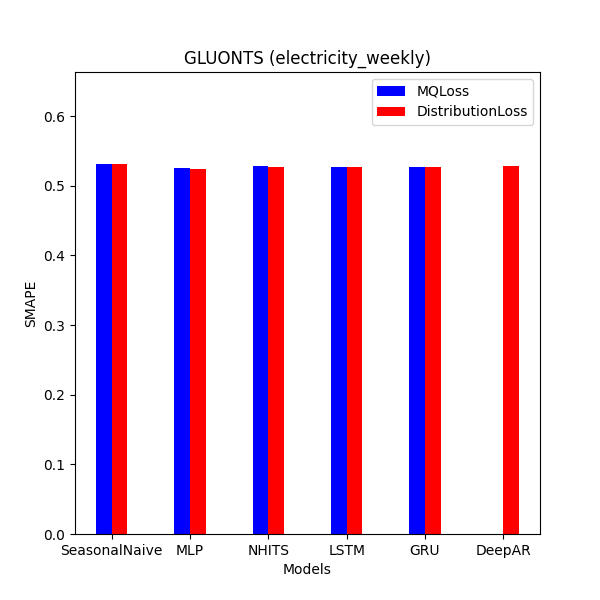 GLUONTS (electricity_weekly)
MQLoss
DistributionLoss
SMAPE
0.6
0.5
0.4
0.3
0.2
0.1
0.0
SeasonalNaive MLP NHITS LSTM GRU DeepAR
Models